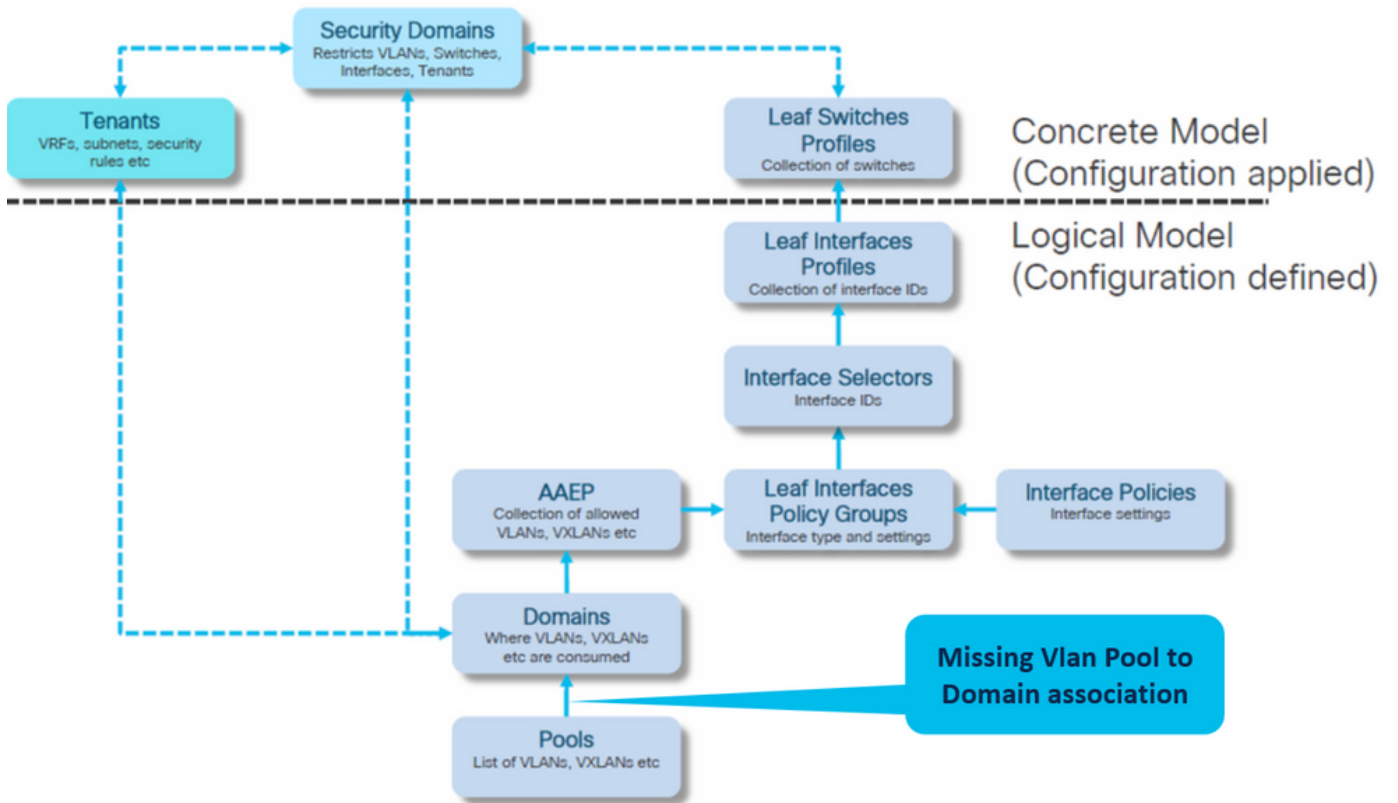 Security Domains
Restricts VLANs, Switches,
Interfaces, Tenants
Tenants
VRFs, subnets, security
rules etc
Leaf Switches
Profiles
Collection of switches
Concrete Model
(Configuration applied)
Logical Model
(Configuration defined)
Leaf Interfaces
Profiles
Collection of interface IDs
Interface Selectors
Interface IDs
AAEP
Collection of allowed
VLANs, VXLANs etc
Leaf Interfaces
Policy Groups
Interface type and settings
Interface Policies
Interface settings
Domains
Where VLANs, VXLANs
etc are consumed
Missing Vlan Pool to
Domain association
Pools
List of VLANs, VXLANs etc